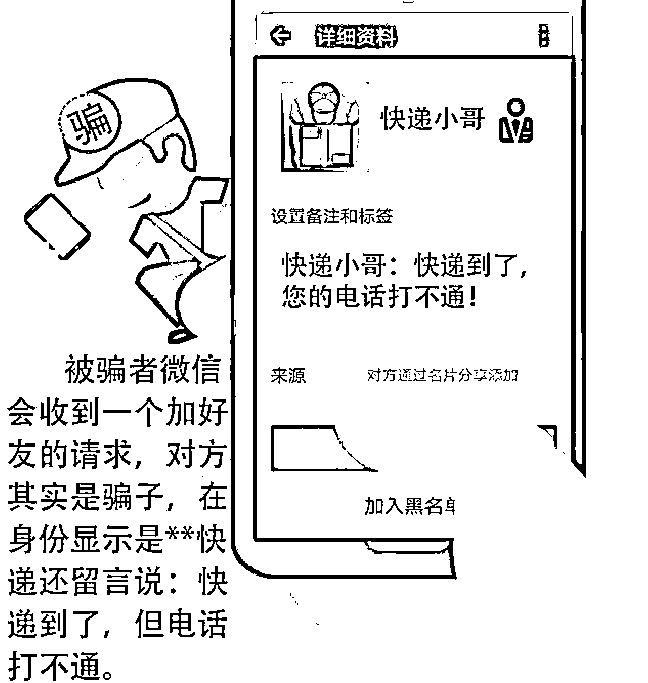 详细资料
骗
快递小哥
设置备注和标签
快递小哥：快递到了，
您的电话打不通！
来源
对方通过名片分享添加
加入黑名单
被骗者微信
会收到一个加好
友的请求，对方
其实是骗子，在
身份显示是**快
递还留言说：快
递到了，但电话
打不通。